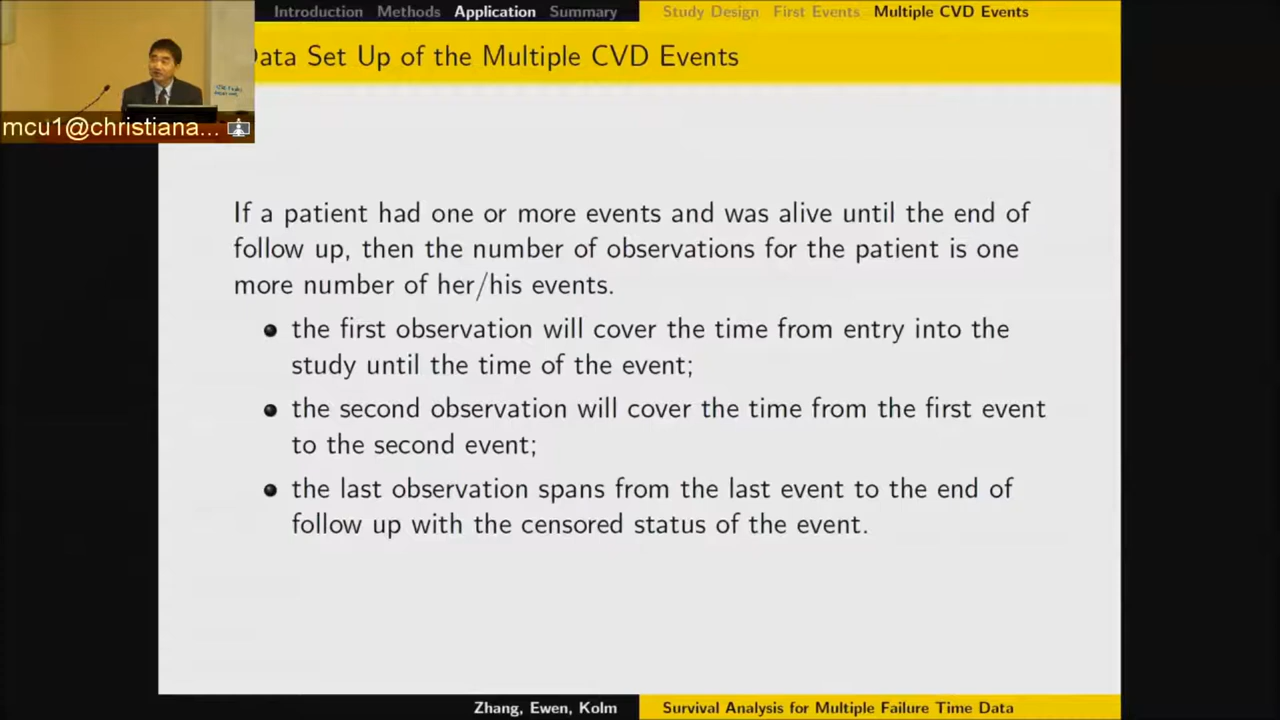 Introduction Methods Application Summary
Study Design First Events Multiple CVD Events
ata Set Up of the Multiple CVD Events
mcu1@christiana...
If a patient had one or more events and was alive until the end of
follow up, then the number of observations for the patient is one
more number of her/his events.
the first observation will cover the time from entry into the
study until the time of the event;
the second observation will cover the time from the first event
to the second event;
the last observation spans from the last event to the end of
follow up with the censored status of the event.
Zhang, Ewen, Kolm
Survival Analysis for Multiple Failure Time Data